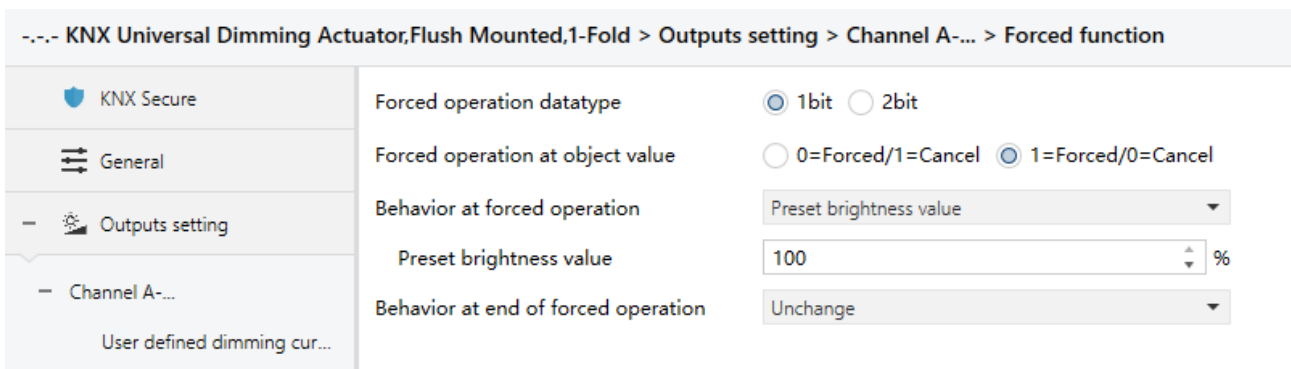 -.-.- KNX Universal Dimming Actuator,Flush Mounted,1-Fold > Outputs setting > Channel A-... > Forced function
KNX Secure
General
Outputs setting
Channel A-...
User defined dimming cur...
Forced operation datatype 1bit 2bit
Forced operation at object value 0=Forced/1=Cancel 1=Forced/0=Cancel
Behavior at forced operation Preset brightness value
Preset brightness value 100 %
Behavior at end of forced operation Unchange